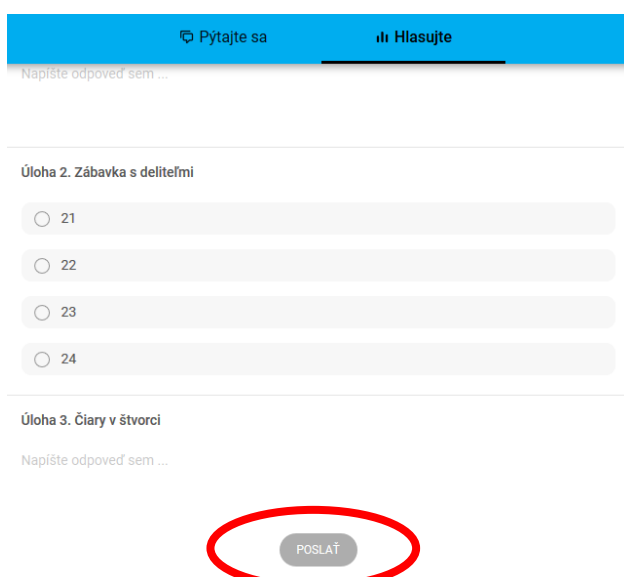 Pýtajte sa
Hlasujte
Napíšte odpoveď sem ...
Úloha 2. Zábavka s deliteľmi
21
22
23
24
Úloha 3. Čiary v štvorci
Napíšte odpoveď sem ...
POSLAŤ